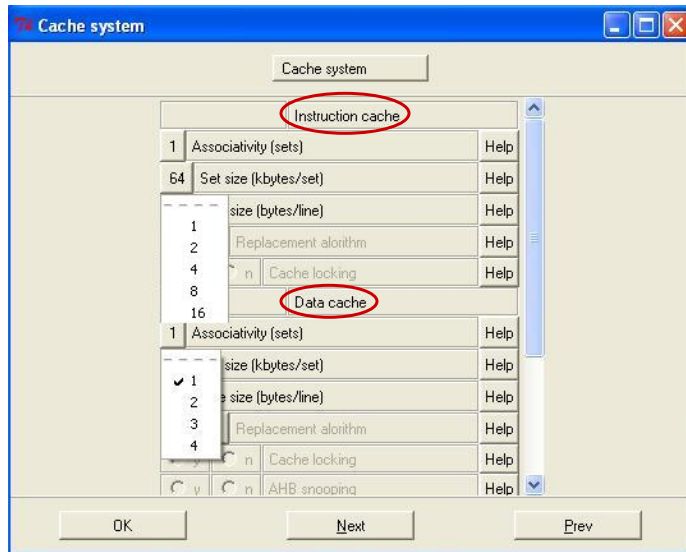 Cache system
Cache system
Instruction cache
1 Associativity (sets) Help
64 Set size (kbytes/set) Help
size (bytes/line) Help
1
Replacement alorithm Help
2
4
n Cache locking Help
8
16
Data cache
1 Associativity (sets) Help
size (kbytes/set) Help
1
size (bytes/line) Help
2
3
Replacement alorithm Help
4
y n Cache locking Help
y n AHB snooping Help
OK Next Prev